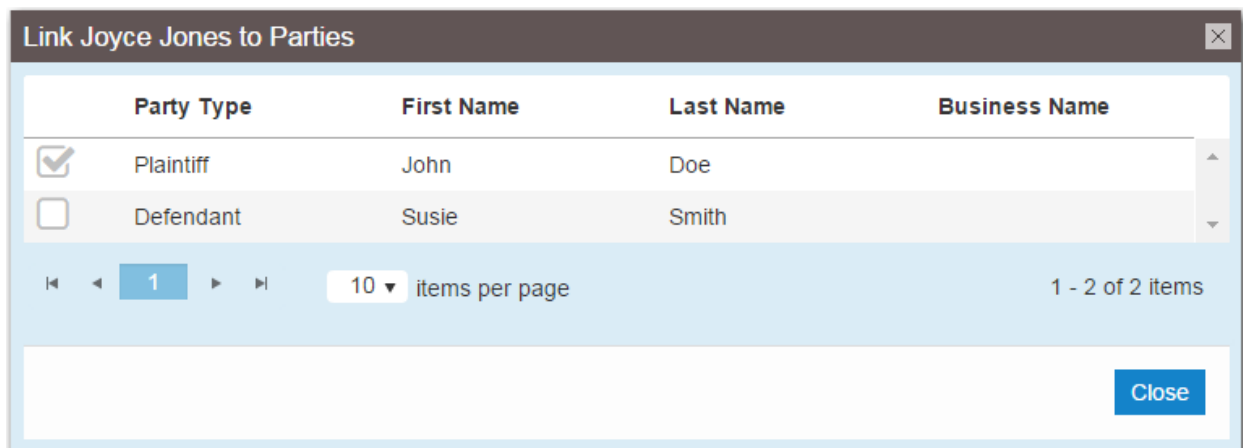 Link Joyce Jones to Parties
Party Type First Name Last Name Business Name
Plaintiff John Doe
Defendant Susie Smith
1 10 items per page 1 - 2 of 2 items
Close